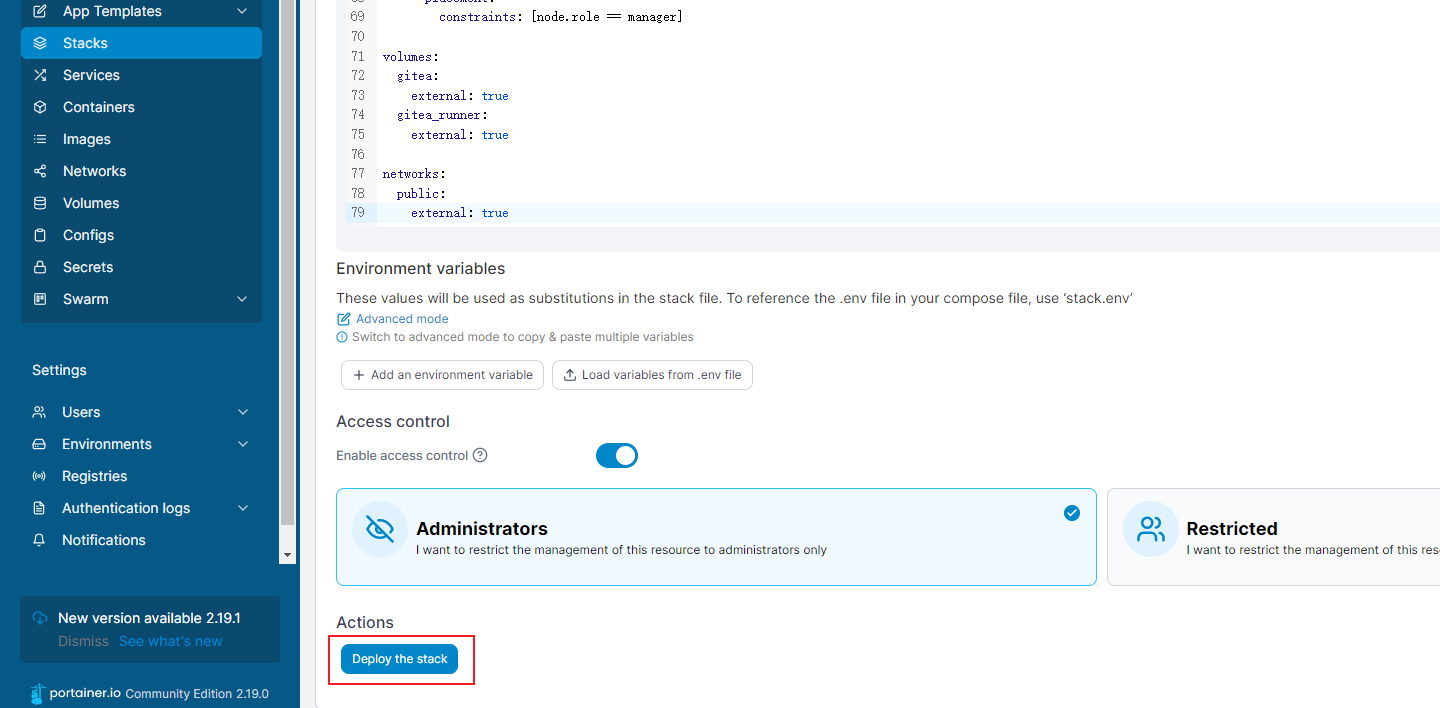 App Templates
Stacks
Services
Containers
Images
Networks
Volumes
Configs
Secrets
Swarm
Settings
Users
Environments
Registries
Authentication logs
Notifications
New version available 2.19.1
Dismiss See what's new
portainer.io Community Edition 2.19.0
68 placement:
69 constraints: [node.role == manager]
70
71 volumes:
72 gitea:
73 external: true
74 gitea_runner:
75 external: true
76
77 networks:
78 public:
79 external: true
Environment variables
These values will be used as substitutions in the stack file. To reference the .env file in your compose file, use ‘stack.env’
Advanced mode
Switch to advanced mode to copy & paste multiple variables
Add an environment variable
Load variables from .env file
Access control
Enable access control
Administrators
I want to restrict the management of this resource to administrators only
Restricted
I want to restrict the management of this res
Actions
Deploy the stack